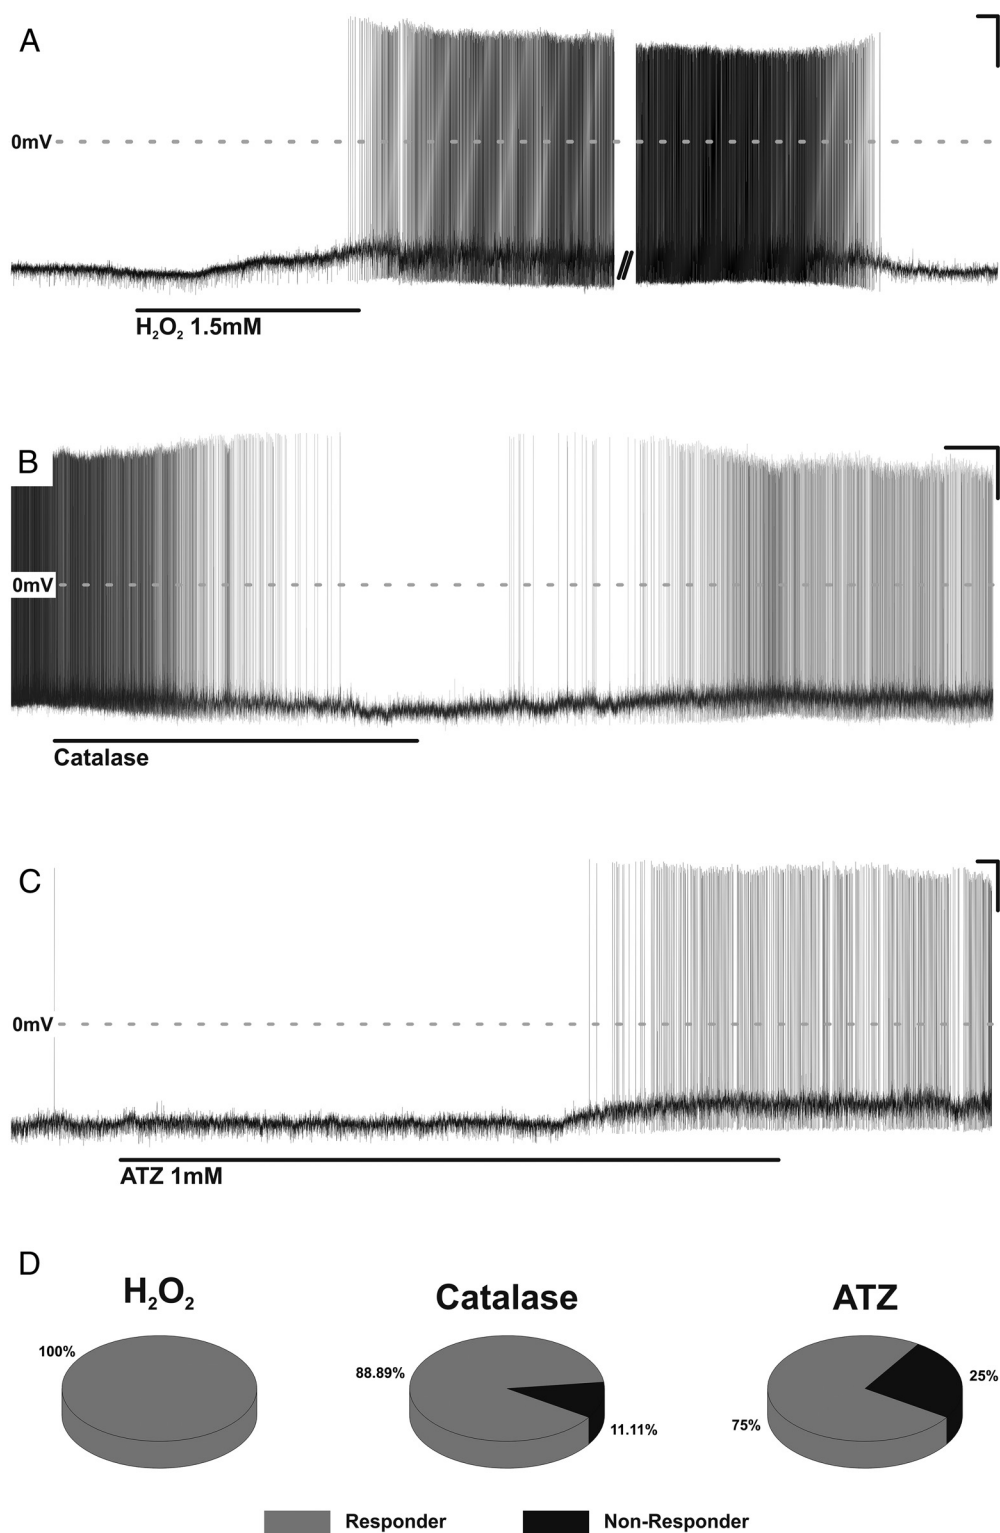 A
0mV
H₂O₂ 1.5mM
B
0mV
Catalase
C
0mV
ATZ 1mM
D
H₂O₂
Catalase
ATZ
100%
88.89%
11.11%
75%
25%
Responder
Non-Responder